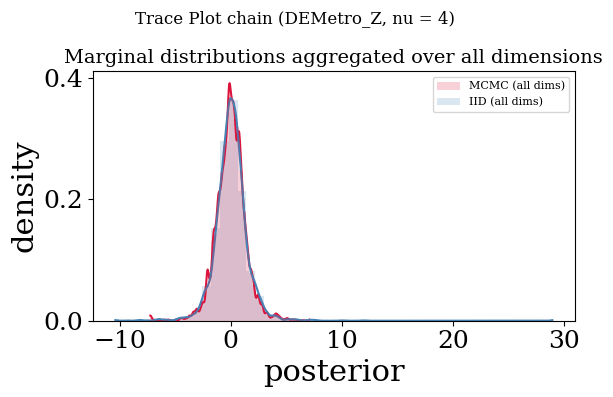 Trace Plot chain (DEMetro_Z, nu = 4)
Marginal distributions aggregated over all dimensions
MCMC (all dims)
IID (all dims)
density
0.4
0.2
0.0
−10
0
10
20
30
posterior